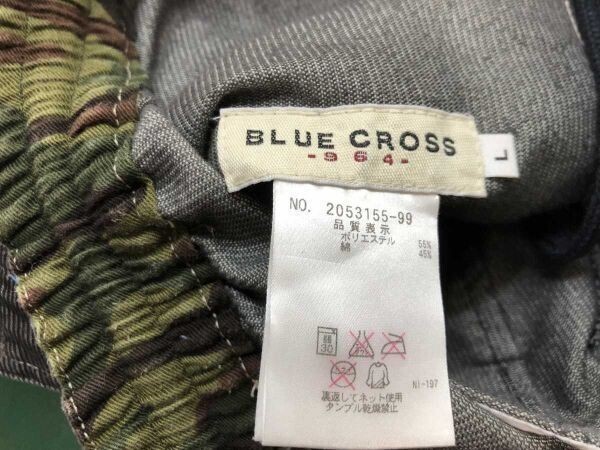 BLUE CROSS
-964-
L
NO. 2053155-99
品質表示
ポリエステル 55%
綿 45%
弱
30
NI-197
裏返してネット使用
タンブル乾燥禁止